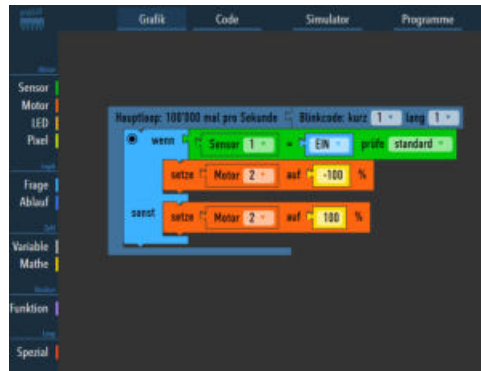 Grafik Code Simulator Programme
Sensor
Motor
LED
Pixel
Frage
Ablauf
Variable
Mathe
Funktion
Spezial
Hauptloop: 100'000 mal pro Sekunde Blinkcode: kurz 1 lang 1
wenn Sensor 1 = EIN prüfe standard
setze Motor 2 auf -100 %
sonst setze Motor 2 auf 100 %